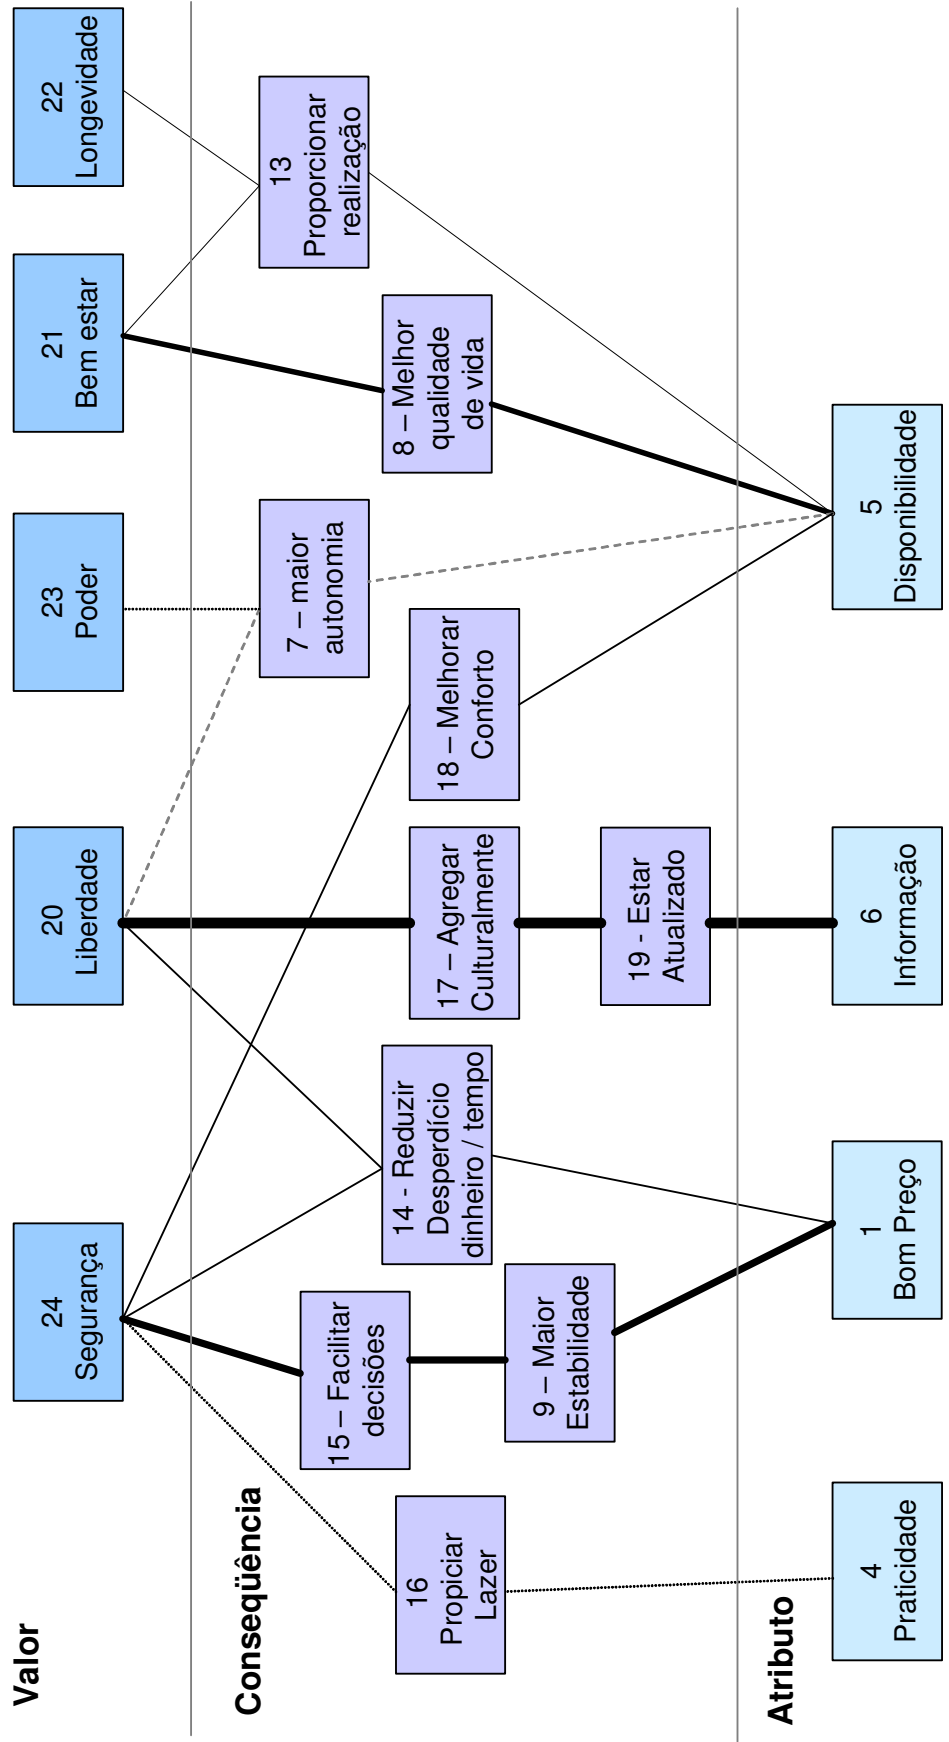 Valor
24
Segurança
20
Liberdade
23
Poder
21
Bem estar
22
Longevidade
Conseqüência
16
Propiciar
Lazer
15 – Facilitar
decisões
9 – Maior
Estabilidade
14 - Reduzir
Desperdício
dinheiro / tempo
17 – Agregar
Culturalmente
19 - Estar
Atualizado
18 – Melhorar
Conforto
7 – maior
autonomia
8 – Melhor
qualidade
de vida
13
Proporcionar
realização
Atributo
4
Praticidade
1
Bom Preço
6
Informação
5
Disponibilidade